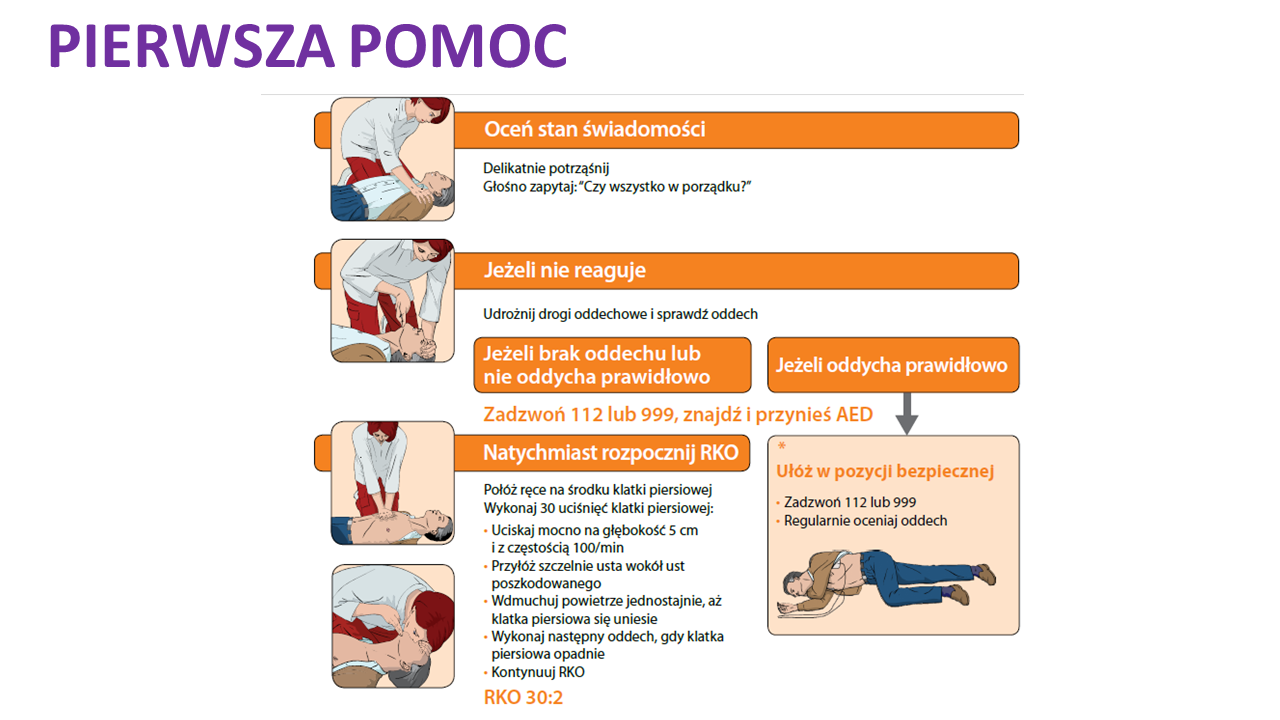 PIERWSZA POMOC
Oceń stan świadomości
Delikatnie potrząśnij
Głośno zapytaj: “Czy wszystko w porządku?”
Jeżeli nie reaguje
Udrożnij drogi oddechowe i sprawdź oddech
Jeżeli brak oddechu lub
nie oddycha prawidłowo
Jeżeli oddycha prawidłowo
Zadzwoń 112 lub 999, znajdź i przynieś AED
Natychmiast rozpocznij RKO
Połóż ręce na środku klatki piersiowej
Wykonaj 30 uciśnięć klatki piersiowej:
• Uciskaj mocno na głębokość 5 cm
i z częstością 100/min
• Przyłóż szczelnie usta wokół ust
poszkodowanego
• Wdmuchuj powietrze jednostajnie, aż
klatka piersiowa się uniesie
• Wykonaj następny oddech, gdy klatka
piersiowa opadnie
• Kontynuuj RKO
RKO 30:2
*
Ułóż w pozycji bezpiecznej
• Zadzwoń 112 lub 999
• Regularnie oceniaj oddech